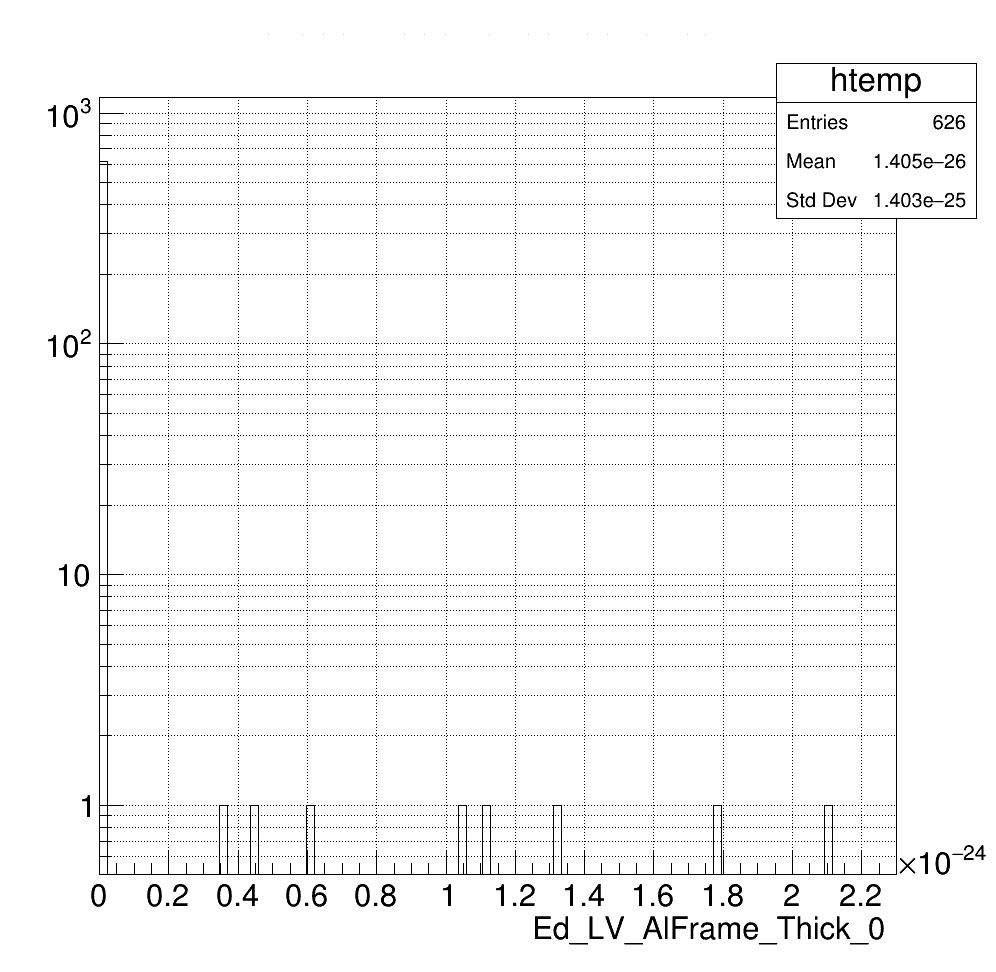 htemp
Entries 626
Mean 1.405e−26
Std Dev 1.403e−25
10³
10²
10
1
0 0.2 0.4 0.6 0.8 1 1.2 1.4 1.6 1.8 2 2.2
×10⁻²⁴
Ed_LV_AlFrame_Thick_0